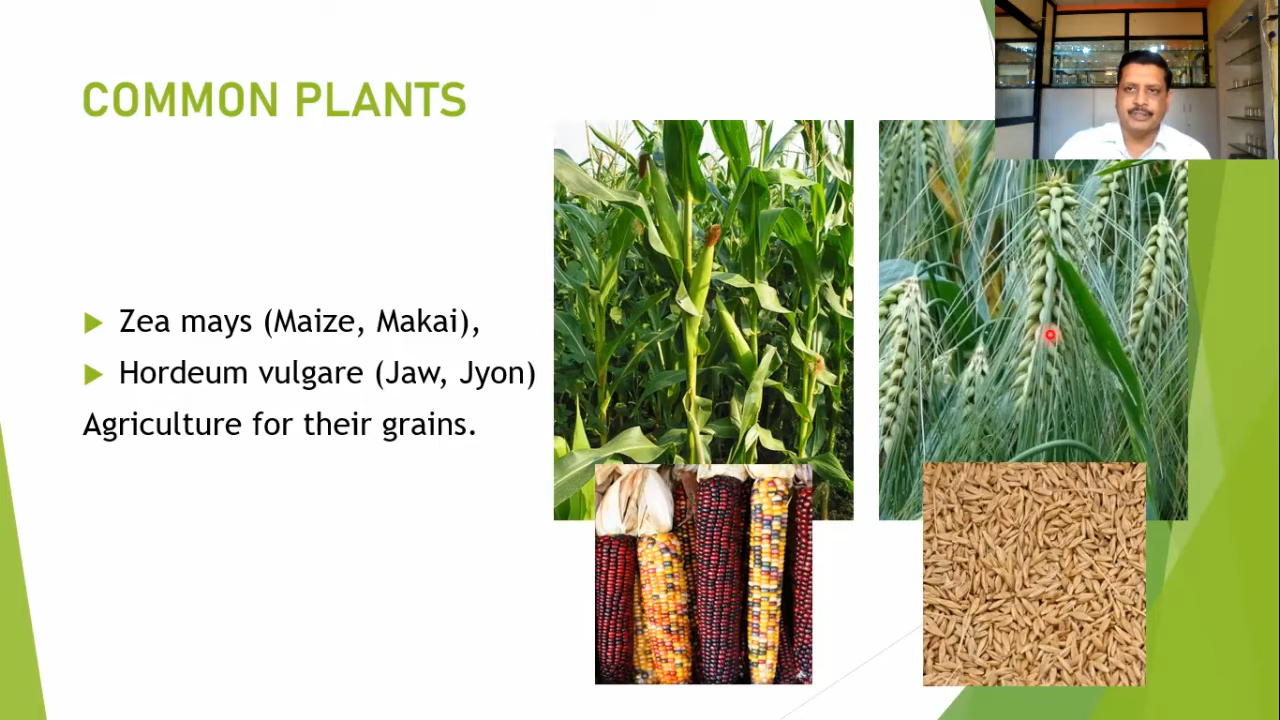 COMMON PLANTS
Zea mays (Maize, Makai),
Hordeum vulgare (Jaw, Jyon)
Agriculture for their grains.